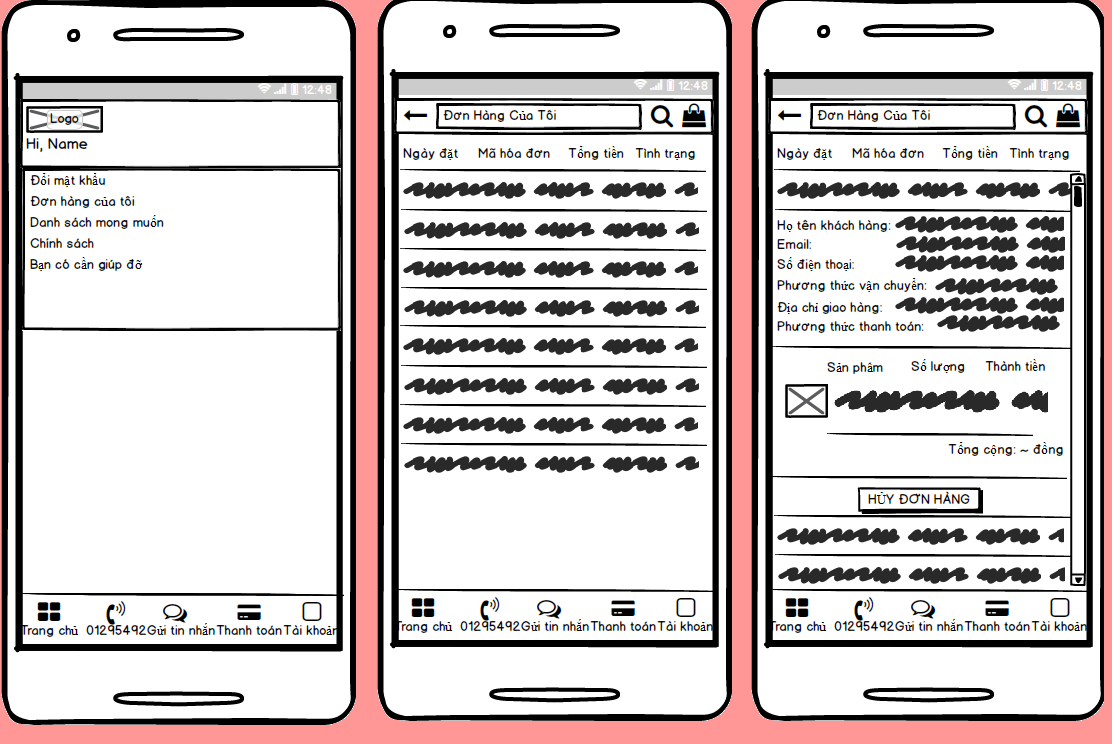 12:48
Logo
Hi, Name
Đổi mật khẩu
Đơn hàng của tôi
Danh sách mong muốn
Chính sách
Bạn có cần giúp đỡ
Trang chủ 01295492 Gửi tin nhắn Thanh toán Tài khoản
12:48
Đơn Hàng Của Tôi
Ngày đặt Mã hóa đơn Tổng tiền Tình trạng
Trang chủ 01295492 Gửi tin nhắn Thanh toán Tài khoản
12:48
Đơn Hàng Của Tôi
Ngày đặt Mã hóa đơn Tổng tiền Tình trạng
Họ tên khách hàng:
Email:
Số điện thoại:
Phương thức vận chuyển:
Địa chỉ giao hàng:
Phương thức thanh toán:
Sản phẩm Số lượng Thành tiền
Tổng cộng: ~ đồng
HỦY ĐƠN HÀNG
Trang chủ 01295492 Gửi tin nhắn Thanh toán Tài khoản